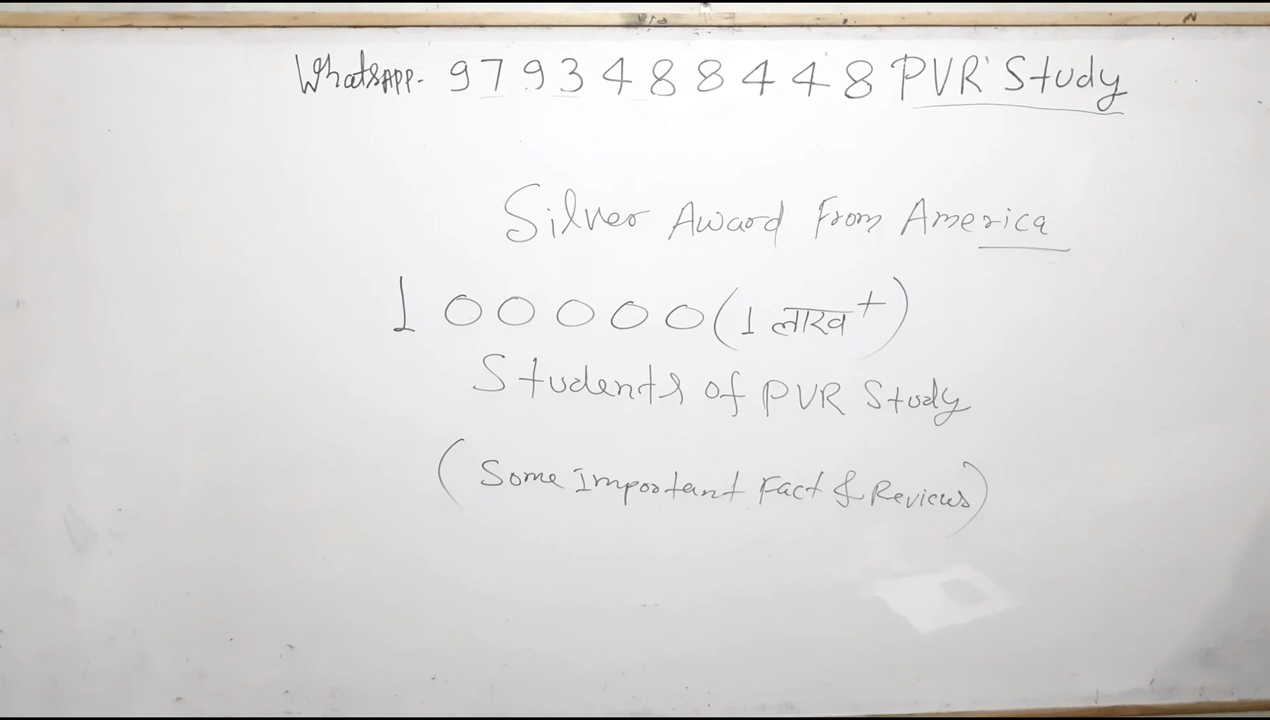 WhatsAPP- 9793488448 PVR Study
Silver Award From America
100000 (1 लाख+)
Students of PVR Study
(Some Important Fact & Reviews)